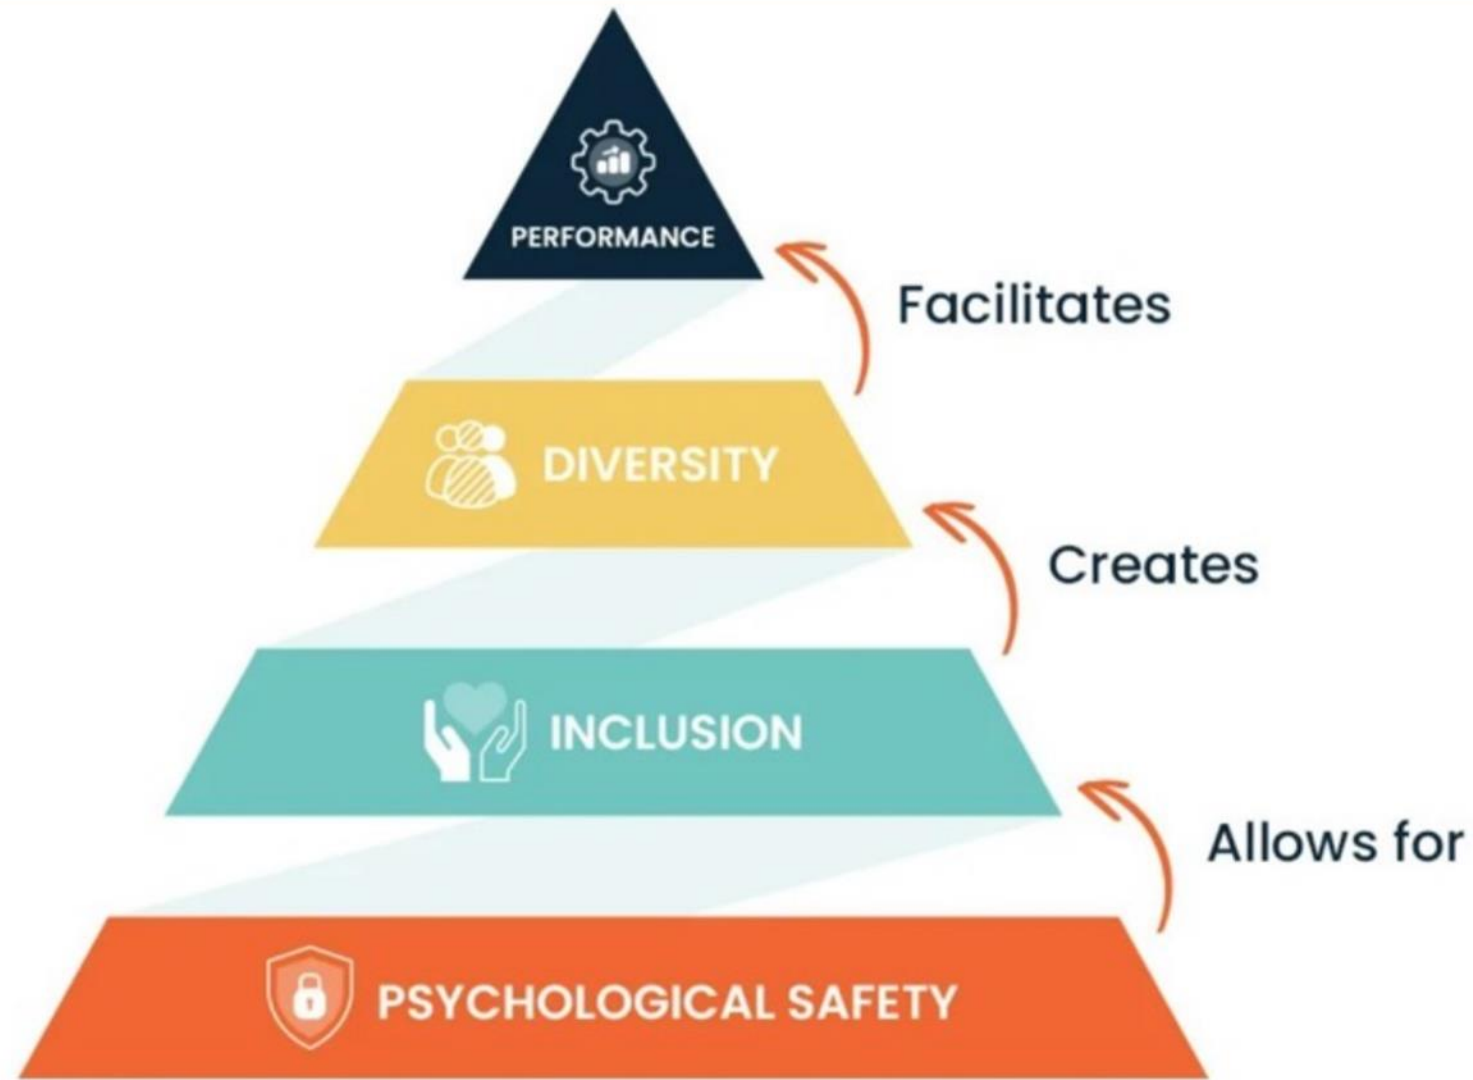 PERFORMANCE
Facilitates
DIVERSITY
Creates
INCLUSION
Allows for
PSYCHOLOGICAL SAFETY